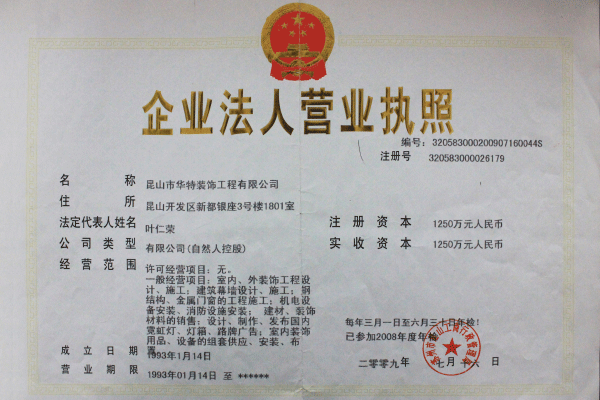 企业法人营业执照
编号: 320583000200907160044S
注册号 320583000026179
名称 昆山市华特装饰工程有限公司
住所 昆山开发区新都银座3号楼1801室
法定代表人姓名 叶仁荣
注册资本 1250万元人民币
公司类型 有限公司(自然人控股)
实收资本 1250万元人民币
经营范围 许可经营项目: 无。
一般经营项目: 室内、外装饰工程设
计、施工; 建筑幕墙设计、施工; 钢
结构、金属门窗的工程施工; 机电设
备安装、消防设施安装; 建材、装饰
材料的销售; 设计、制作、发布国内
霓虹灯、灯箱、路牌广告; 室内装饰
用品、设备的组套供应、安装、布
置。
每年三月一日至六月三十日年检!
已参加2008年度年检
成立日期 1993年1月14日
二〇〇九年 七月十六日
营业期限 1993年01月14日 至 ******